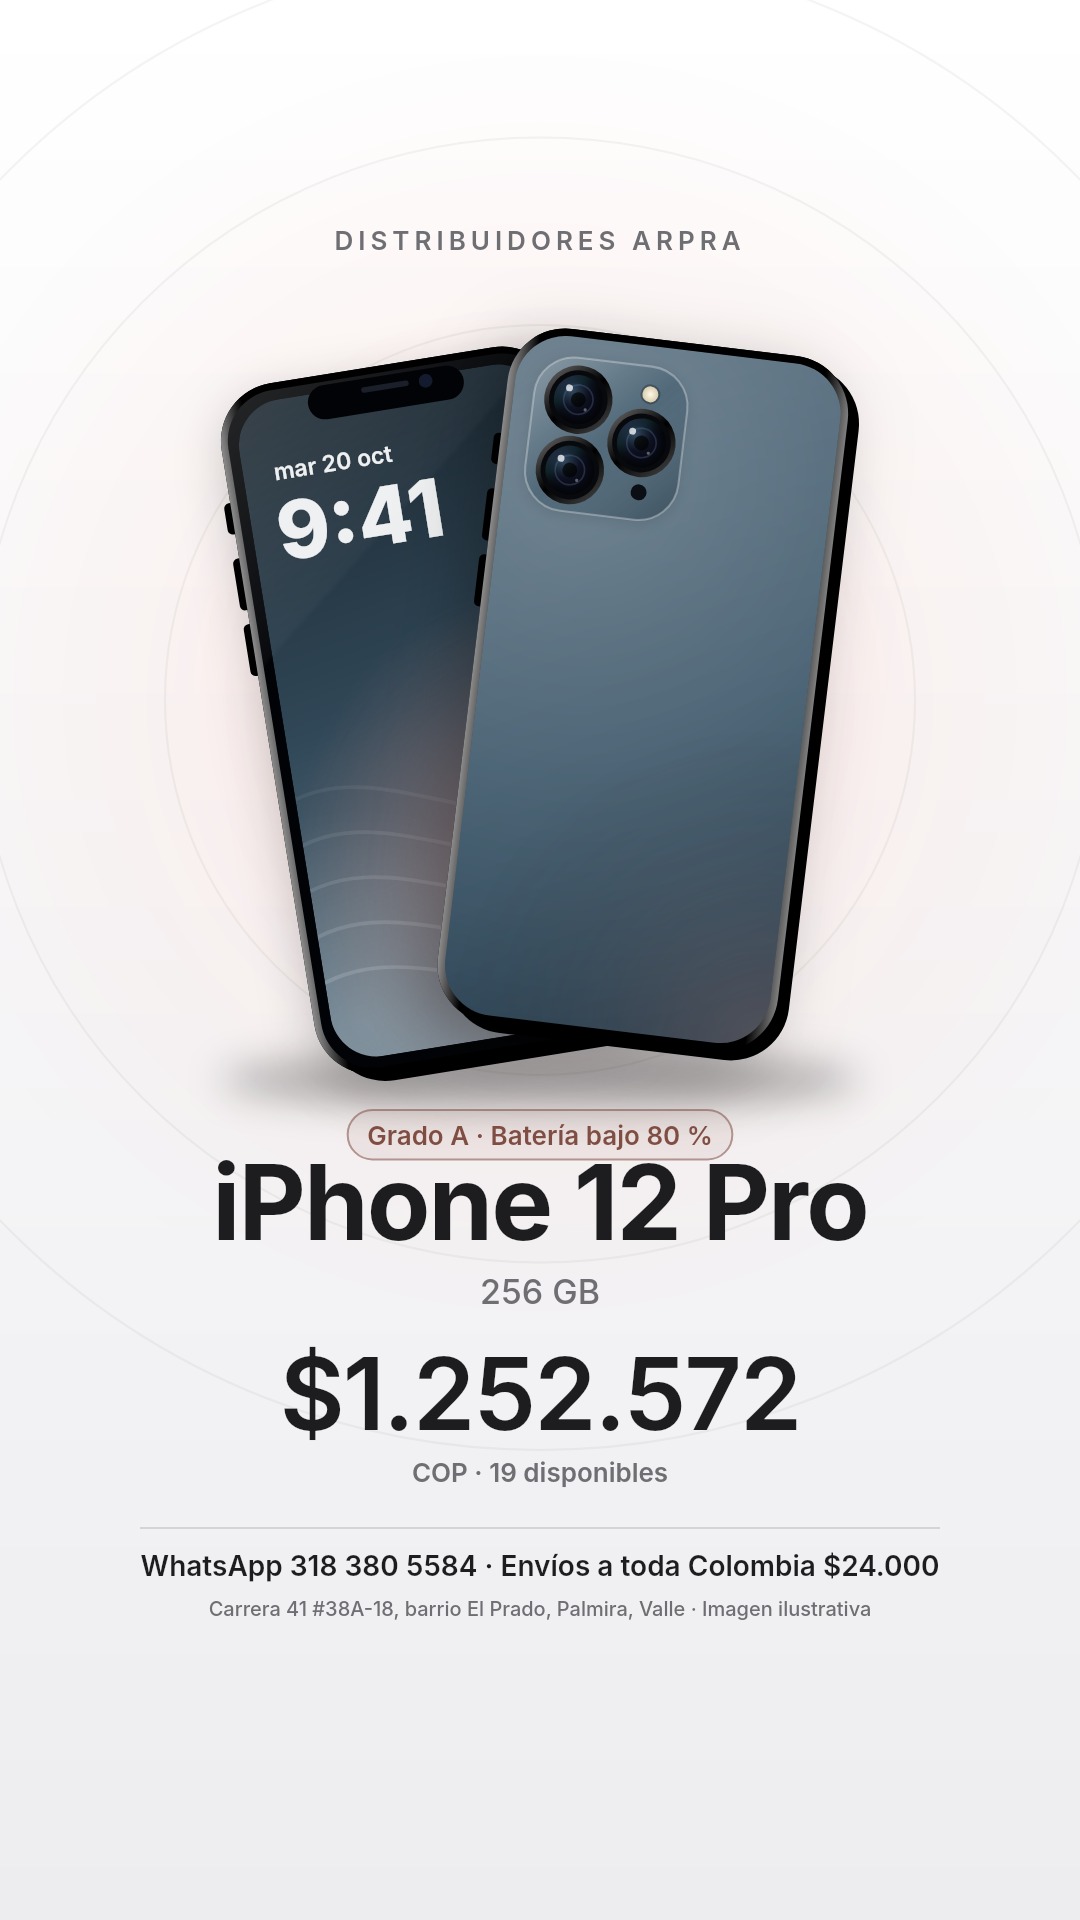 DISTRIBUIDORES ARPRA
mar 20 oct
9:41
Grado A · Batería bajo 80 %
iPhone 12 Pro
256 GB
$1.252.572
COP · 19 disponibles
WhatsApp 318 380 5584 · Envíos a toda Colombia $24.000
Carrera 41 #38A-18, barrio El Prado, Palmira, Valle · Imagen ilustrativa